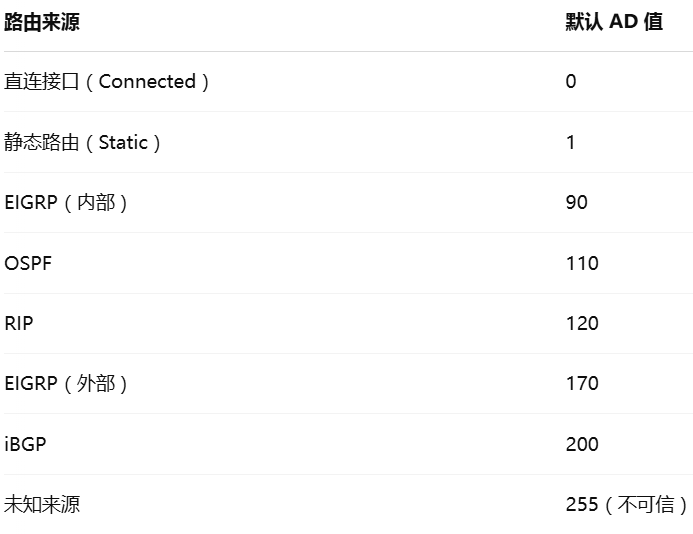 路由来源 默认 AD 值
直连接口（Connected） 0
静态路由（Static） 1
EIGRP（内部） 90
OSPF 110
RIP 120
EIGRP（外部） 170
iBGP 200
未知来源 255（不可信）